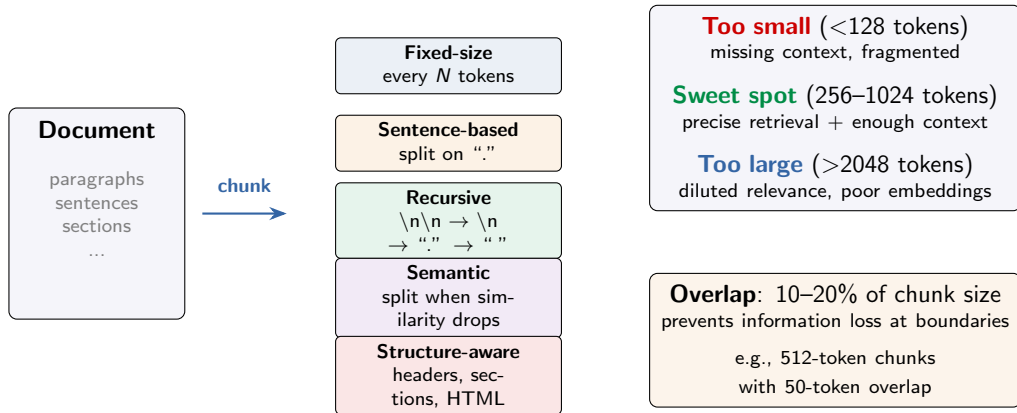 Document
paragraphs
sentences
sections
...
chunk
Fixed-size
every N tokens
Sentence-based
split on “.”
Recursive
\n\n → \n
→ “.” → “ ”
Semantic
split when sim-
ilarity drops
Structure-aware
headers, sec-
tions, HTML
Too small (<128 tokens)
missing context, fragmented
Sweet spot (256–1024 tokens)
precise retrieval + enough context
Too large (>2048 tokens)
diluted relevance, poor embeddings
Overlap: 10–20% of chunk size
prevents information loss at boundaries
e.g., 512-token chunks
with 50-token overlap